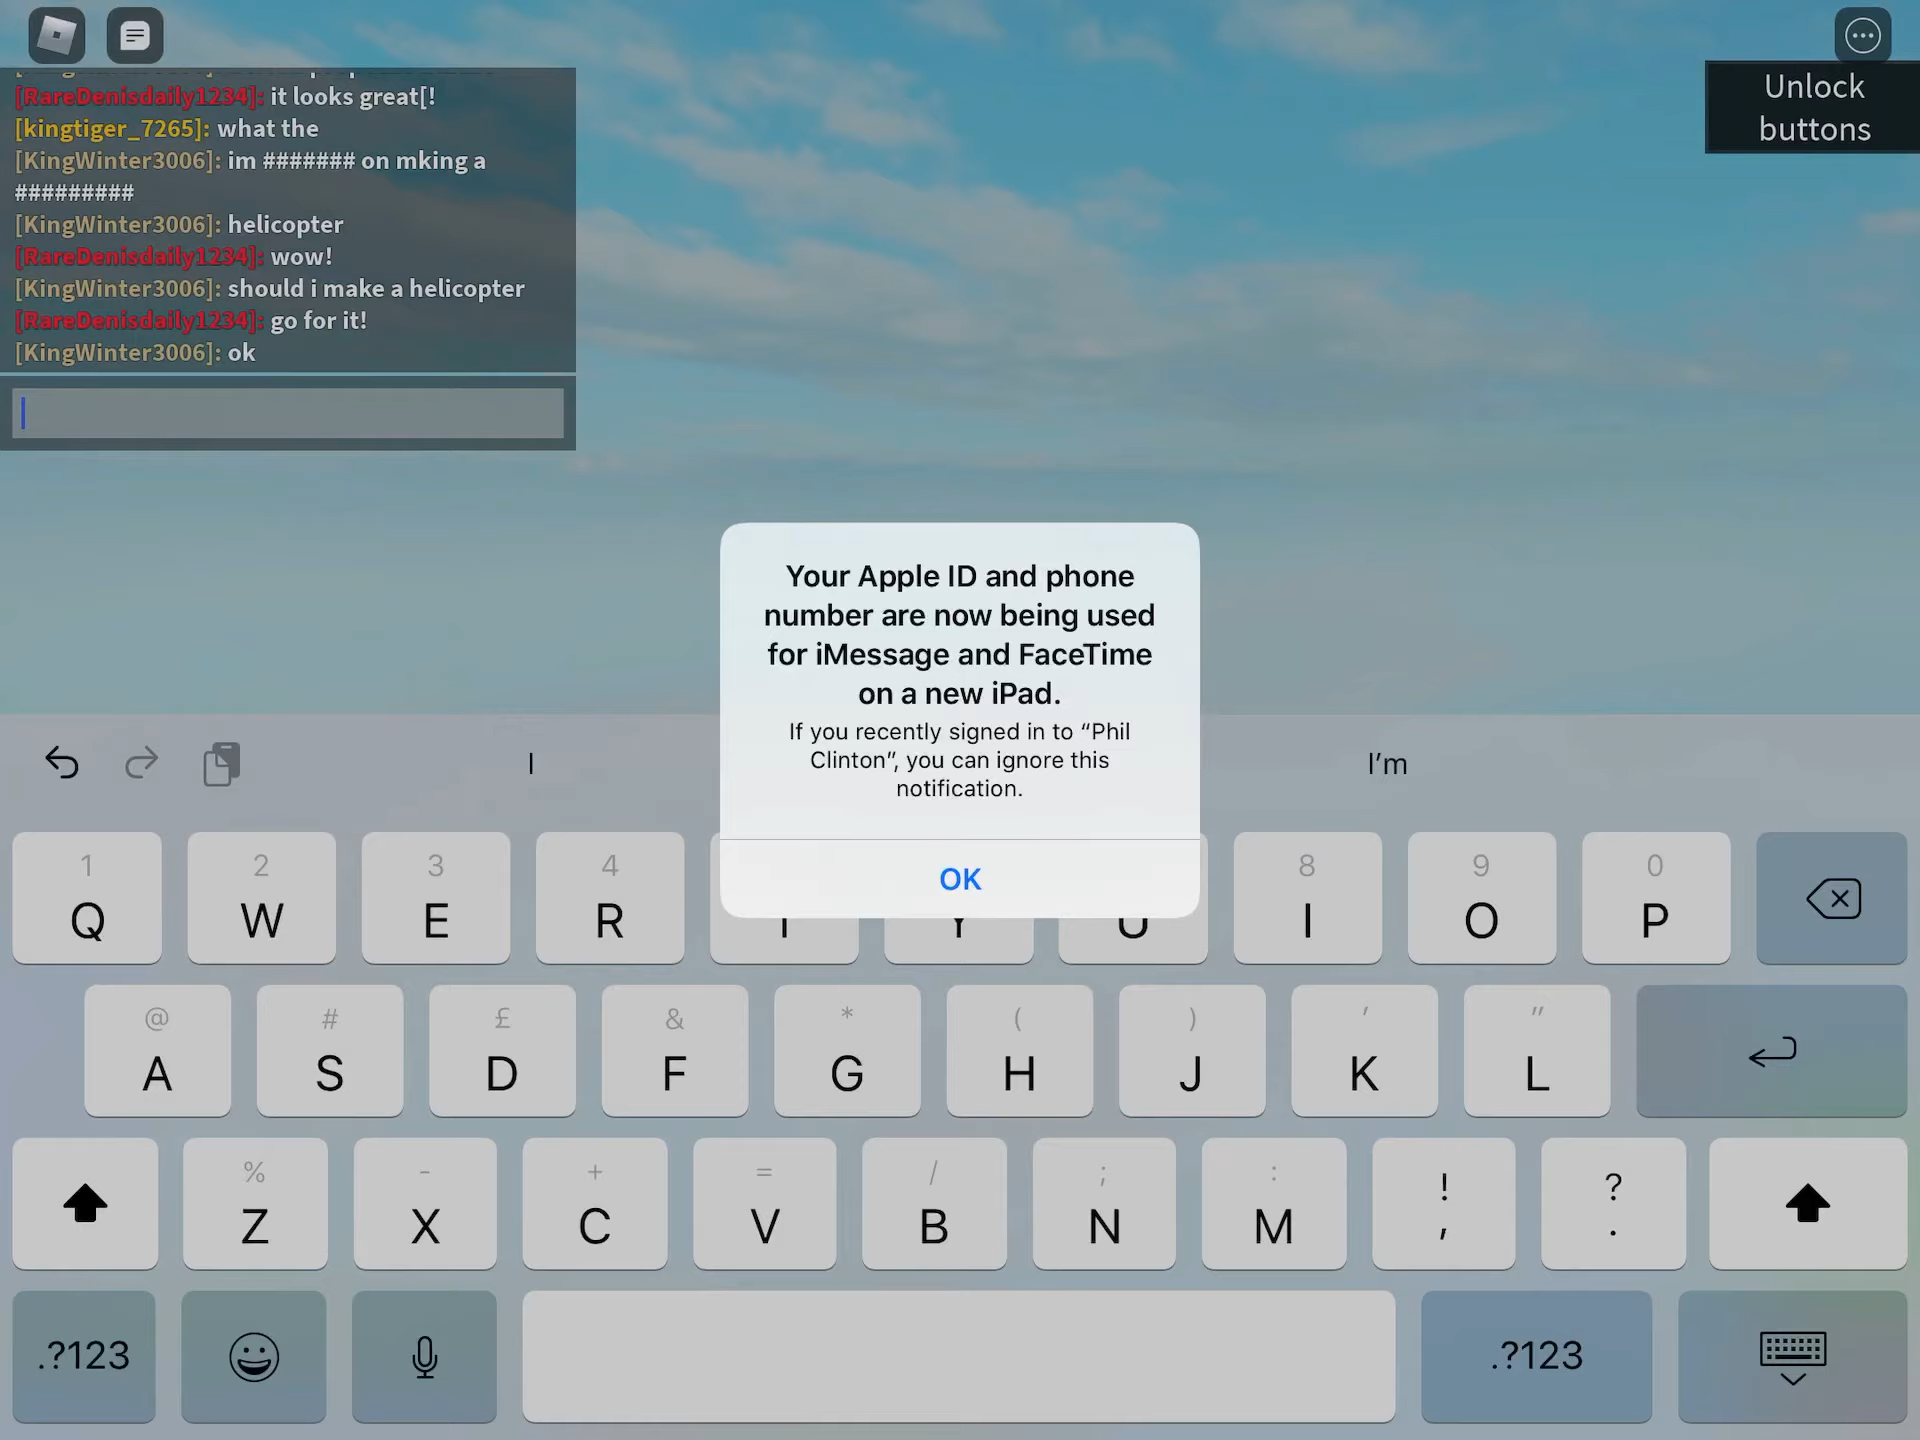 [RareDenisdaily1234]: it looks great[!
[kingtiger_7265]: what the
[KingWinter3006]: im ####### on mking a
#########
[KingWinter3006]: helicopter
[RareDenisdaily1234]: wow!
[KingWinter3006]: should i make a helicopter
[RareDenisdaily1234]: go for it!
[KingWinter3006]: ok
Unlock
buttons
Your Apple ID and phone
number are now being used
for iMessage and FaceTime
on a new iPad.
If you recently signed in to “Phil
Clinton”, you can ignore this
notification.
OK
I I’m
1 2 3 4 8 9 0
Q W E R T Y U I O P
@ # £ & * ( ) ' "
A S D F G H J K L
% - + = / ; : ! ?
Z X C V B N M , .
.?123 .?123